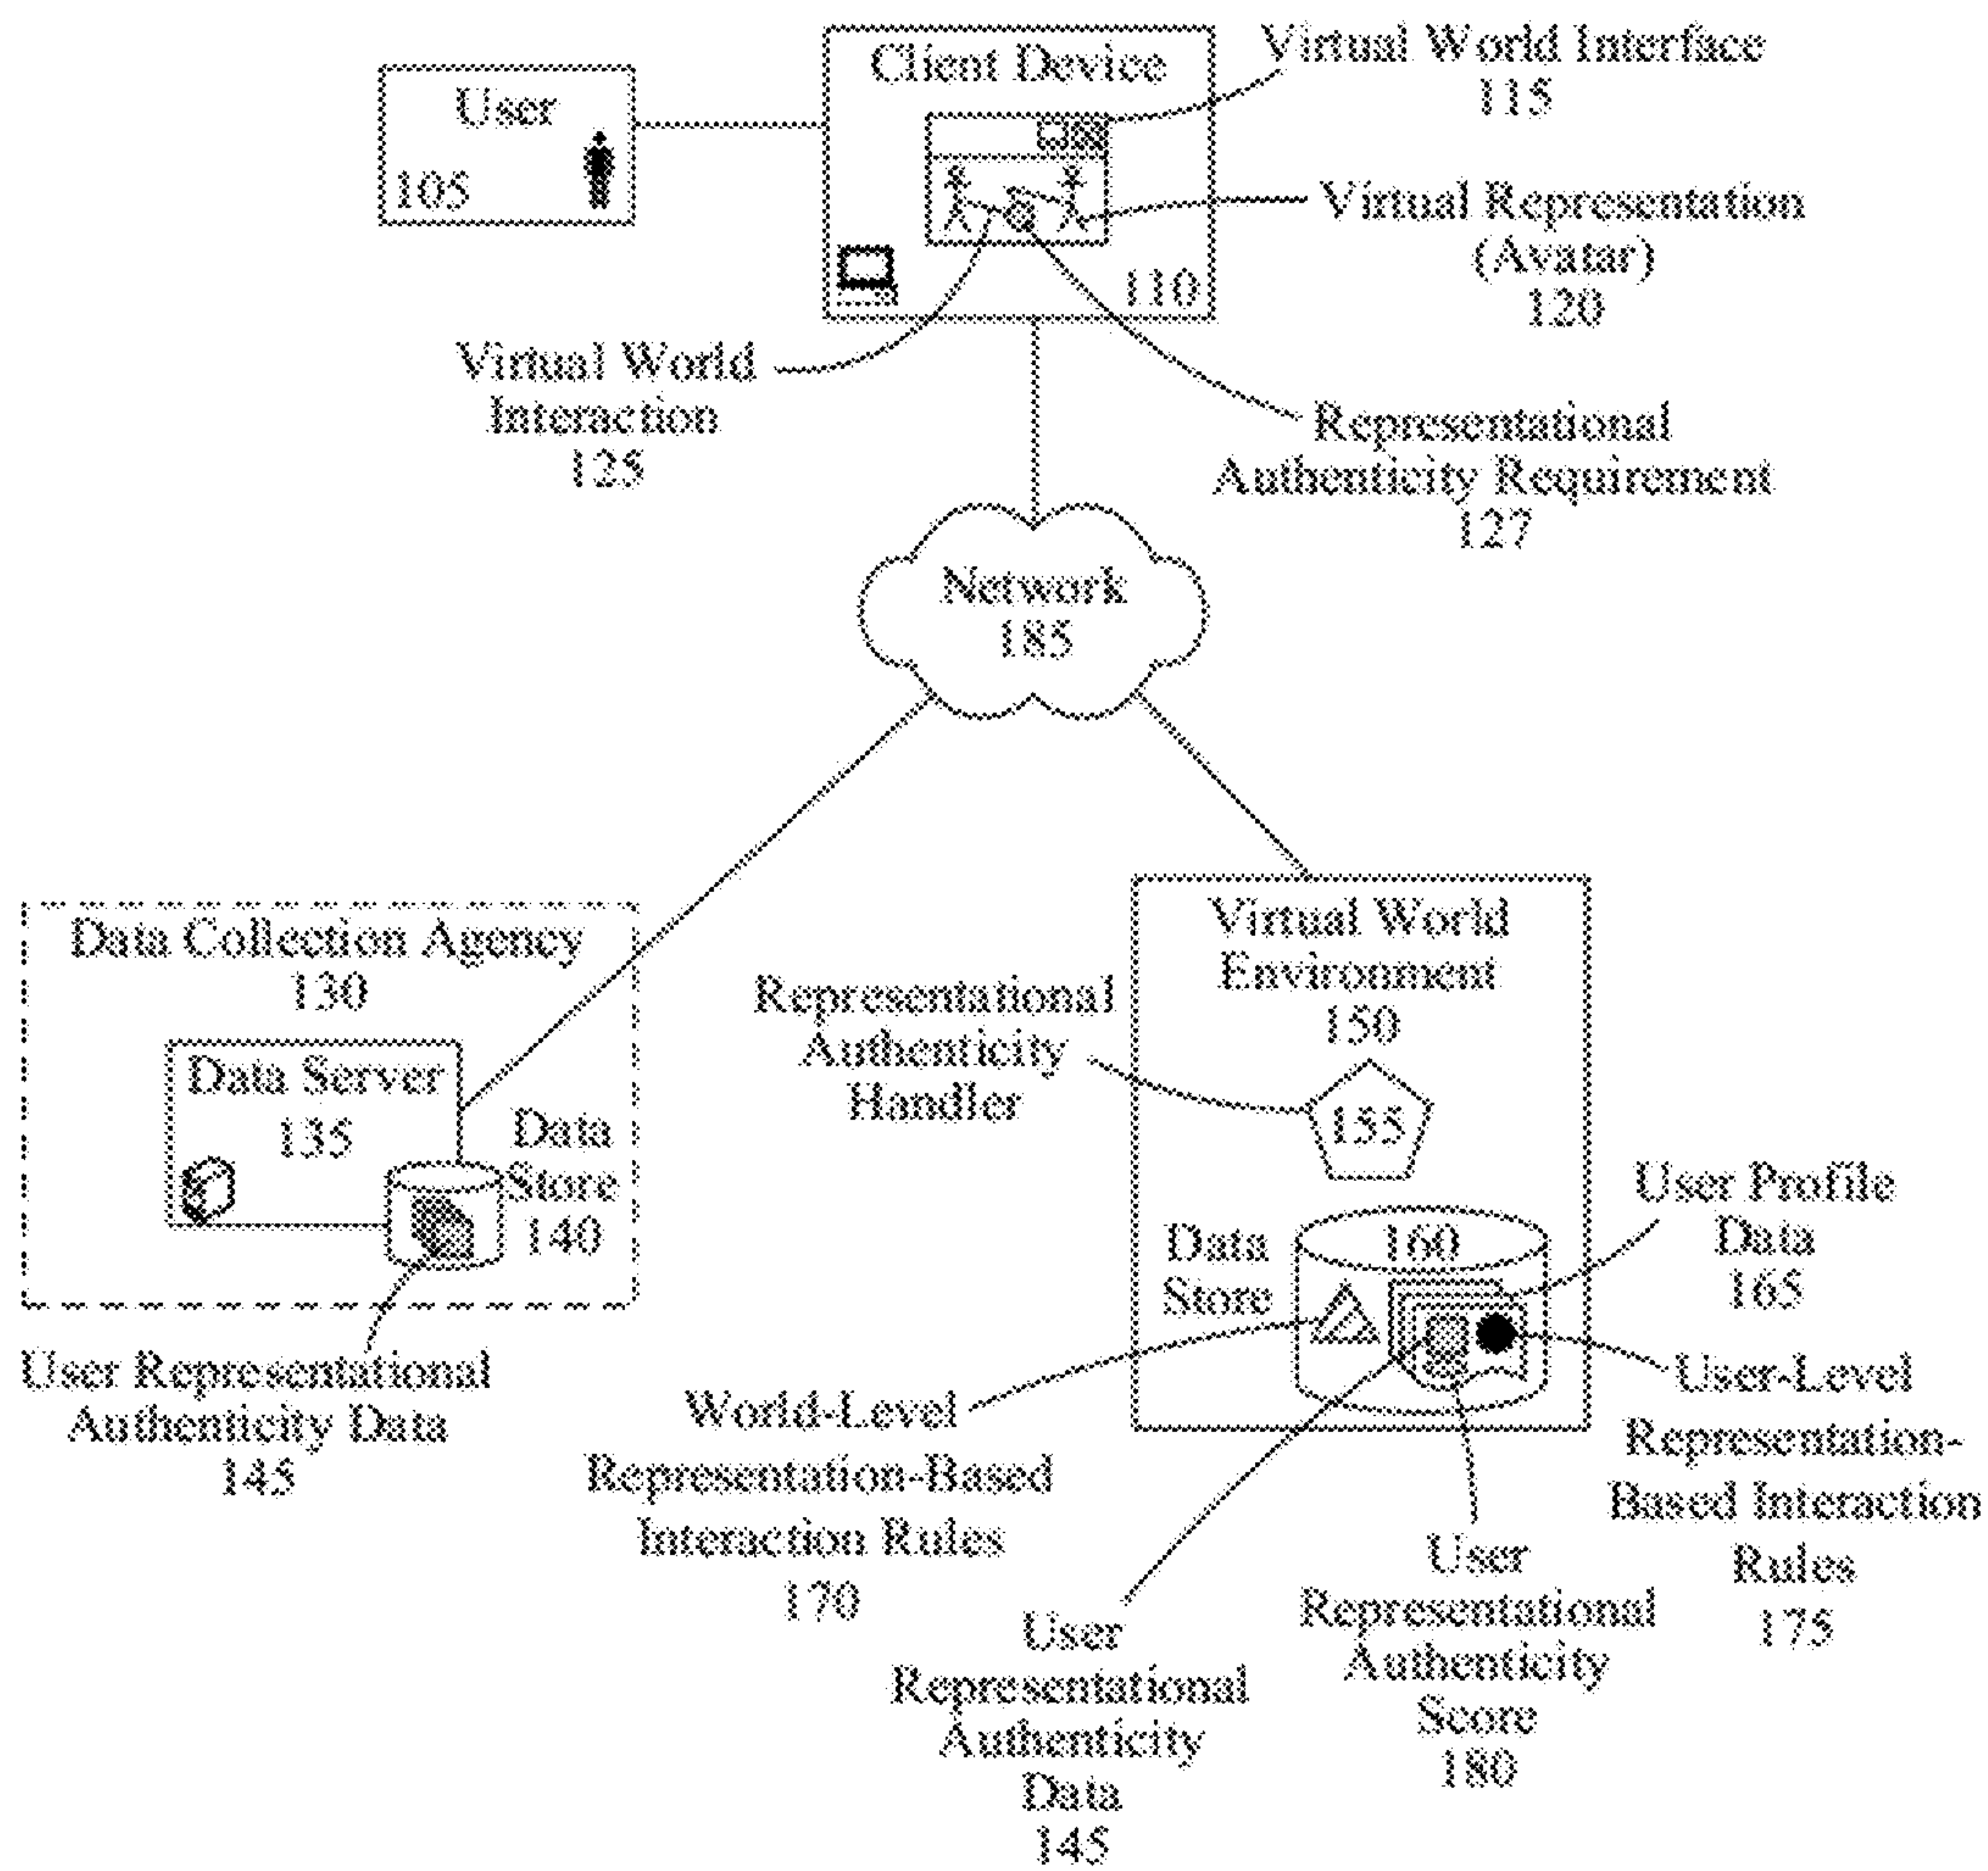 User
105
Client Device
110
Virtual World Interface
115
Virtual Representation
(Avatar)
120
Virtual World
Interaction
125
Representational
Authenticity Requirement
127
Network
185
Data Collection Agency
130
Data Server
135
Data
Store
140
User Representational
Authenticity Data
145
Virtual World
Environment
150
Representational
Authenticity
Handler
155
Data
Store
160
User Profile
Data
165
World-Level
Representation-Based
Interaction Rules
170
User-Level
Representation-
Based Interaction
Rules
175
User
Representational
Authenticity
Data
145
User
Representational
Authenticity
Score
180